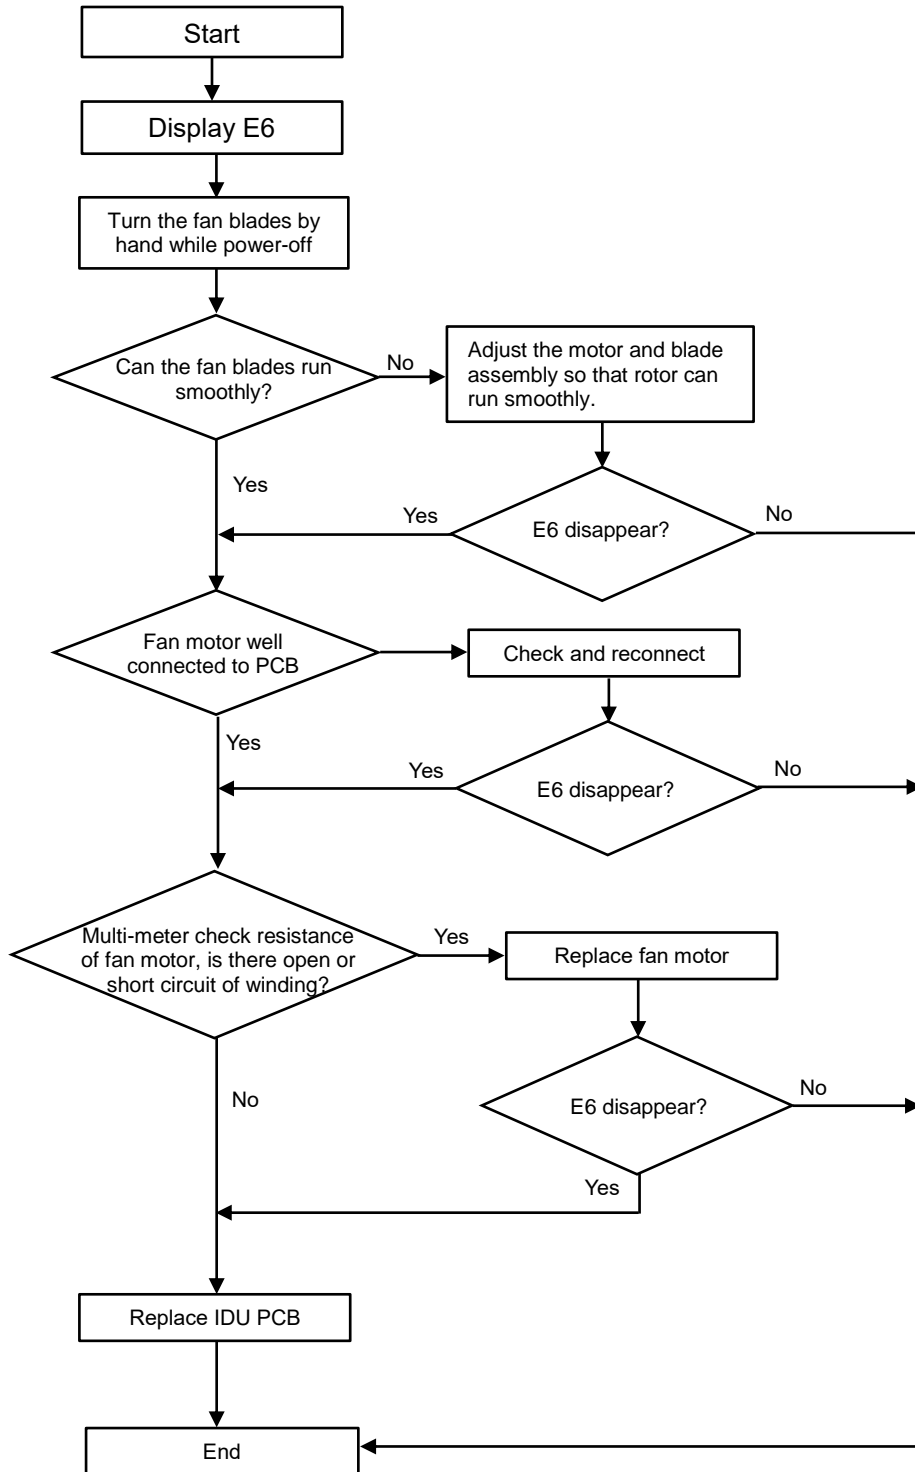 Start
Display E6
Turn the fan blades by
hand while power-off
Can the fan blades run
smoothly?
No
Adjust the motor and blade
assembly so that rotor can
run smoothly.
Yes
Yes
E6 disappear?
No
Fan motor well
connected to PCB
Check and reconnect
Yes
Yes
E6 disappear?
No
Multi-meter check resistance
of fan motor, is there open or
short circuit of winding?
Yes
Replace fan motor
No
E6 disappear?
No
Yes
Replace IDU PCB
End